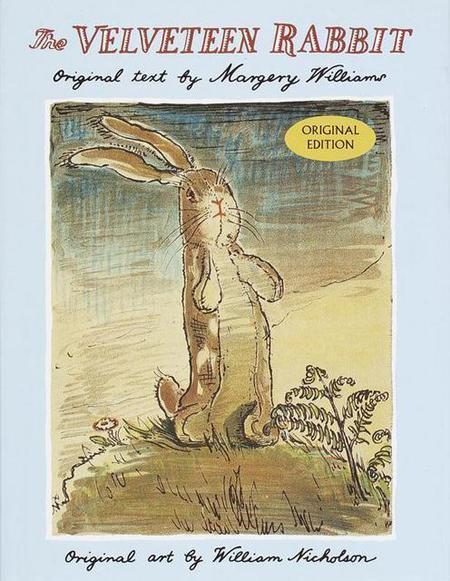 The VELVETEEN RABBIT
Original text by Margery Williams
ORIGINAL
EDITION
Original art by William Nicholson